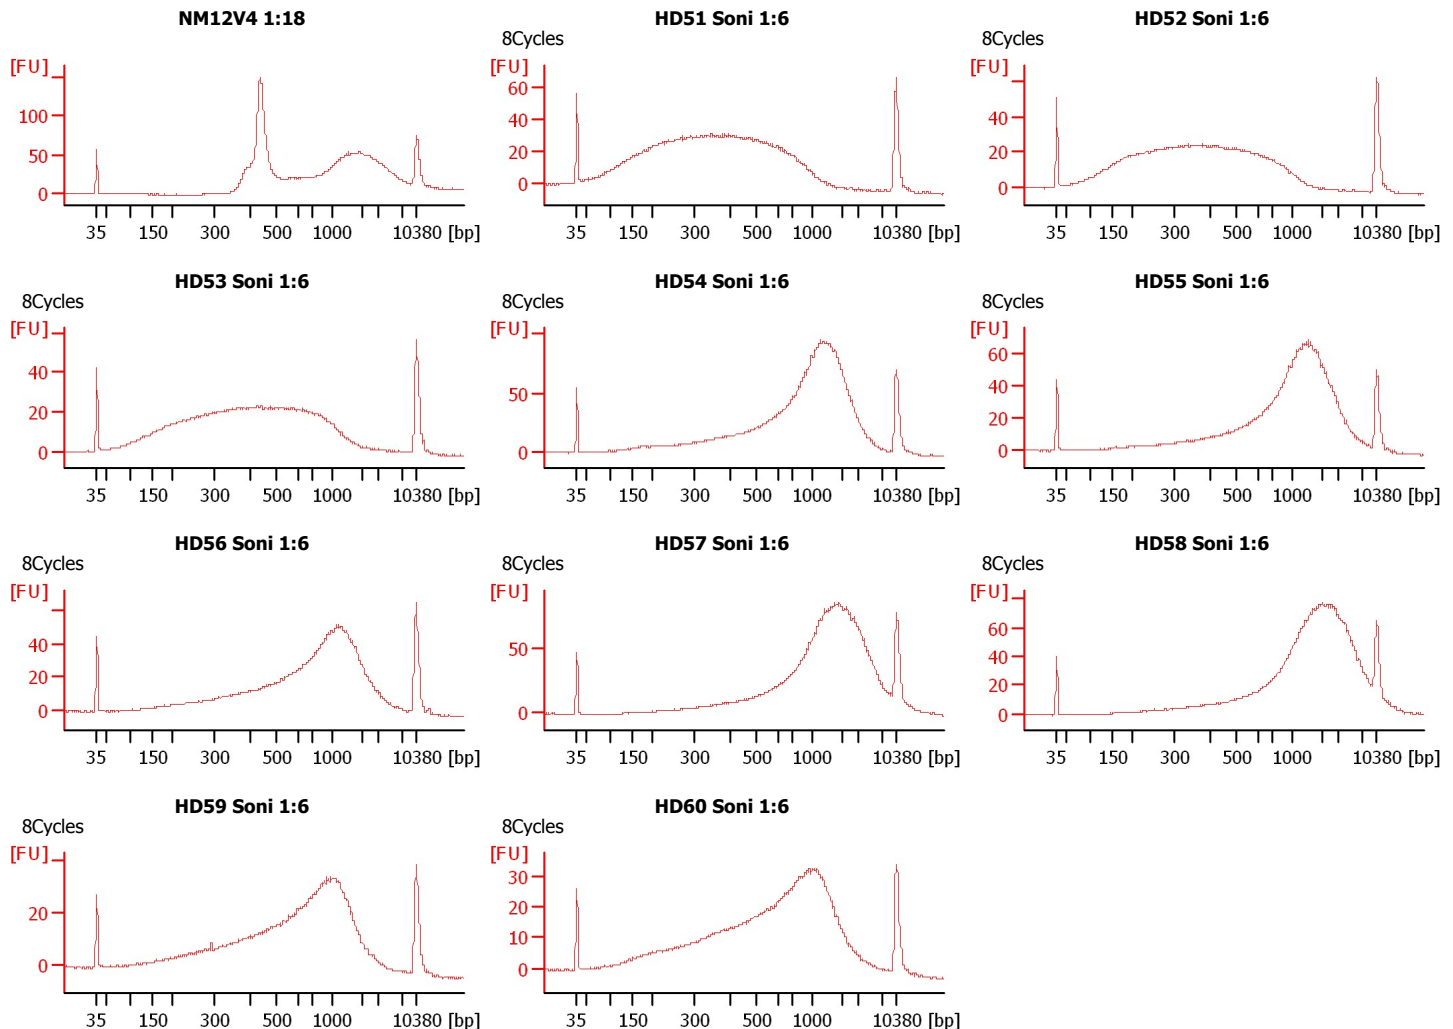 NM12V4 1:18
[FU]
100
50
0
35 150 300 500 1000 10380 [bp]
HD51 Soni 1:6
8Cycles
[FU]
60
40
20
0
35 150 300 500 1000 10380 [bp]
HD52 Soni 1:6
8Cycles
[FU]
40
20
0
35 150 300 500 1000 10380 [bp]
HD53 Soni 1:6
8Cycles
[FU]
40
20
0
35 150 300 500 1000 10380 [bp]
HD54 Soni 1:6
8Cycles
[FU]
50
0
35 150 300 500 1000 10380 [bp]
HD55 Soni 1:6
8Cycles
[FU]
60
40
20
0
35 150 300 500 1000 10380 [bp]
HD56 Soni 1:6
8Cycles
[FU]
40
20
0
35 150 300 500 1000 10380 [bp]
HD57 Soni 1:6
8Cycles
[FU]
50
0
35 150 300 500 1000 10380 [bp]
HD58 Soni 1:6
8Cycles
[FU]
60
40
20
0
35 150 300 500 1000 10380 [bp]
HD59 Soni 1:6
8Cycles
[FU]
20
0
35 150 300 500 1000 10380 [bp]
HD60 Soni 1:6
8Cycles
[FU]
30
20
10
0
35 150 300 500 1000 10380 [bp]